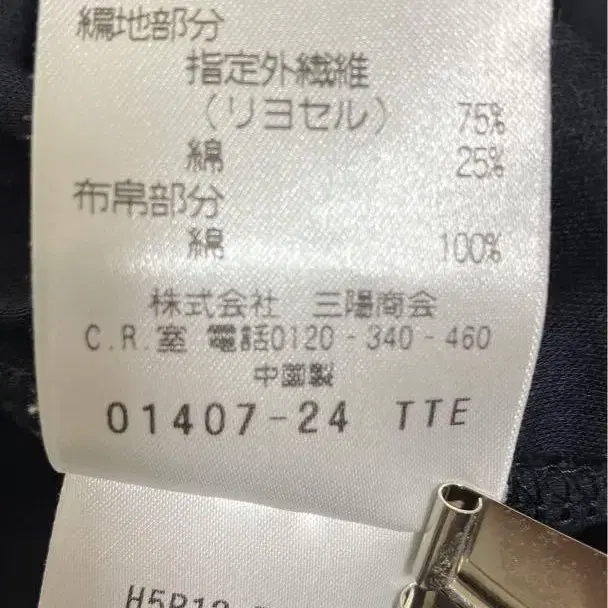 編地部分
指定外繊維
（リヨセル） 75%
綿 25%
布帛部分
綿 100%
株式会社 三陽商会
C.R.室 電話0120-340-460
中国製
01407-24 TTE